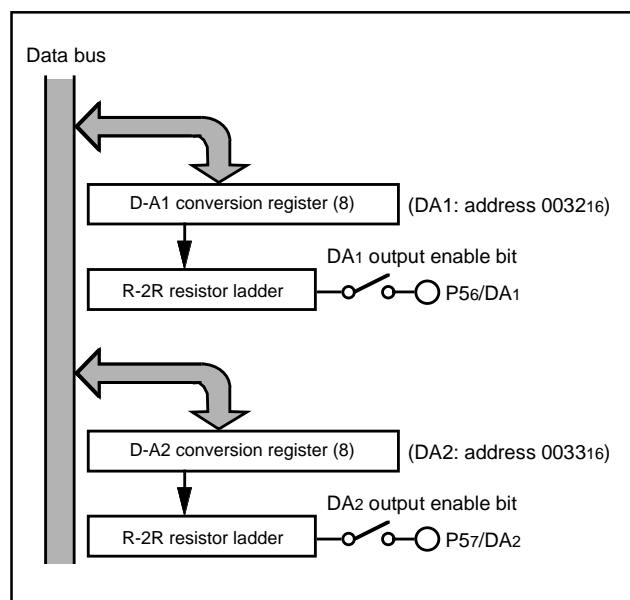 Data bus
D-A1 conversion register (8) (DA1: address 0032₁₆)
DA₁ output enable bit
R-2R resistor ladder P5₆/DA₁
D-A2 conversion register (8) (DA2: address 0033₁₆)
DA₂ output enable bit
R-2R resistor ladder P5₇/DA₂